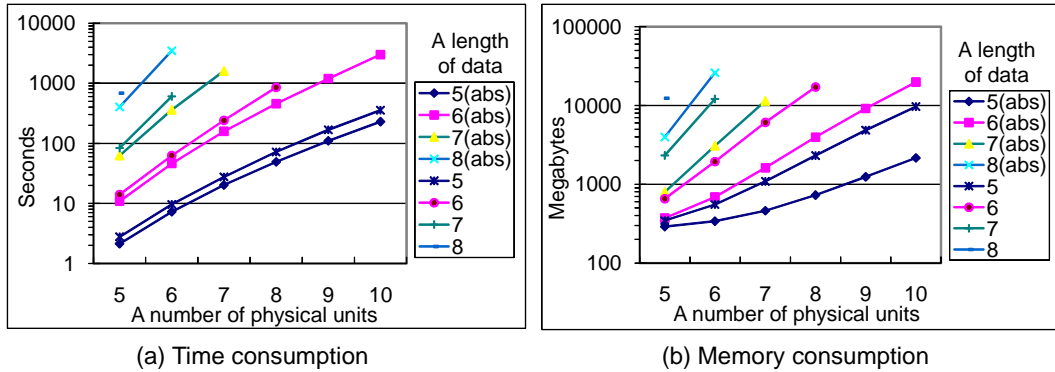 10000
1000
100
10
1
Seconds
5 6 7 8 9 10
A number of physical units
A length
of data
5(abs)
6(abs)
7(abs)
8(abs)
5
6
7
8
(a) Time consumption
100000
10000
1000
100
Megabytes
5 6 7 8 9 10
A number of physical units
A length
of data
5(abs)
6(abs)
7(abs)
8(abs)
5
6
7
8
(b) Memory consumption